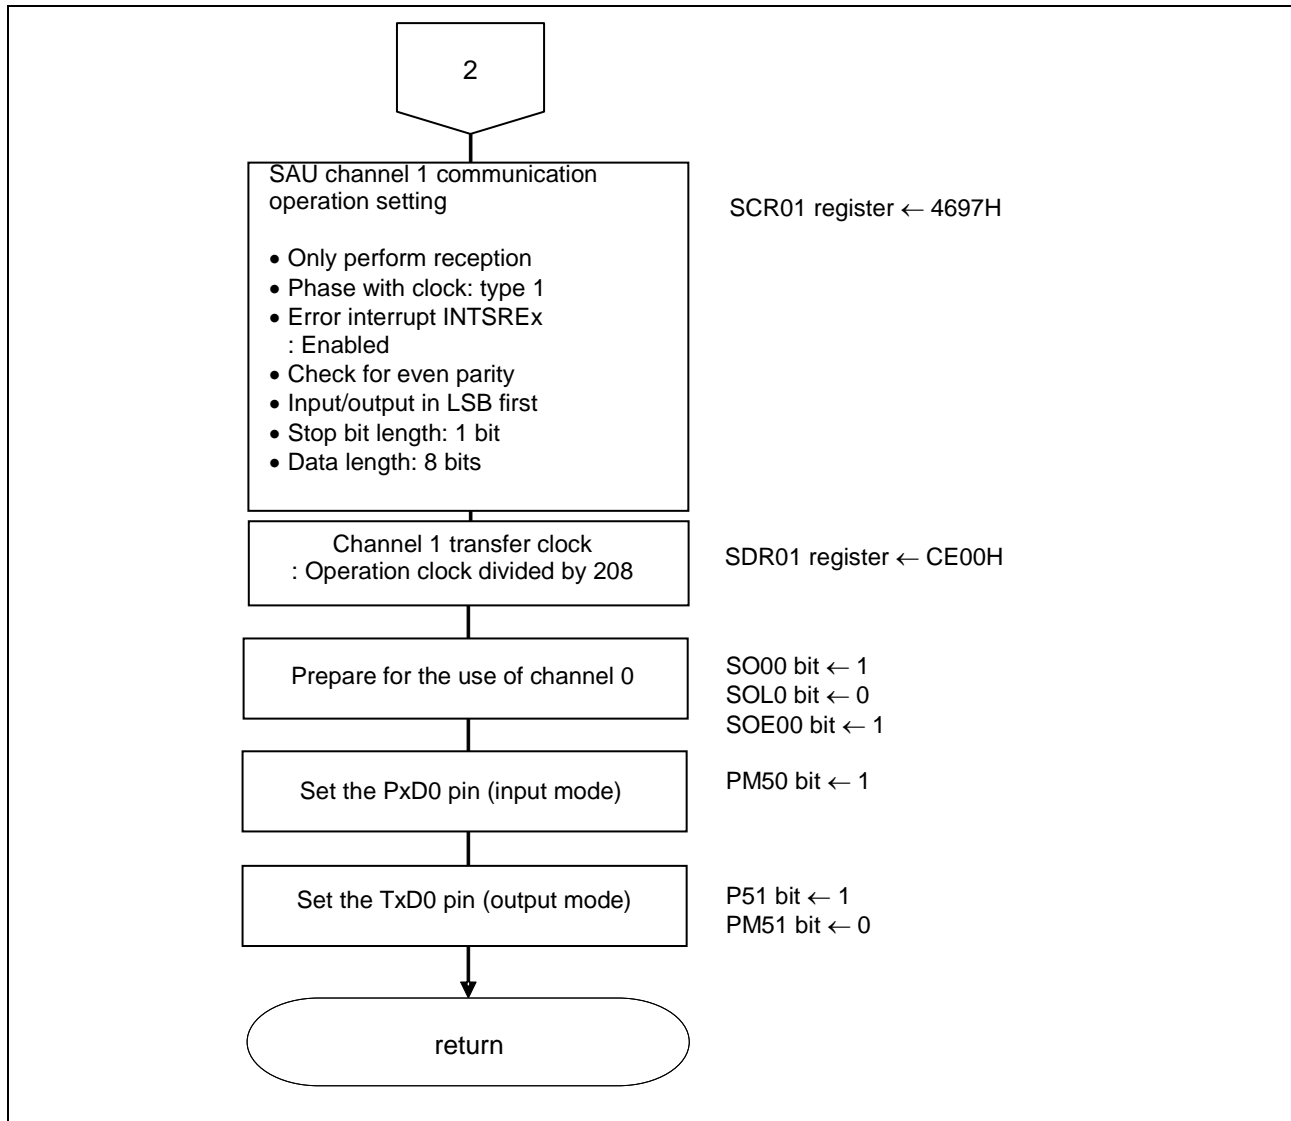 2
SAU channel 1 communication
operation setting
SCR01 register ← 4697H
• Only perform reception
• Phase with clock: type 1
• Error interrupt INTSREx
: Enabled
• Check for even parity
• Input/output in LSB first
• Stop bit length: 1 bit
• Data length: 8 bits
Channel 1 transfer clock
: Operation clock divided by 208
SDR01 register ← CE00H
Prepare for the use of channel 0
SO00 bit ← 1
SOL0 bit ← 0
SOE00 bit ← 1
Set the PxD0 pin (input mode)
PM50 bit ← 1
Set the TxD0 pin (output mode)
P51 bit ← 1
PM51 bit ← 0
return